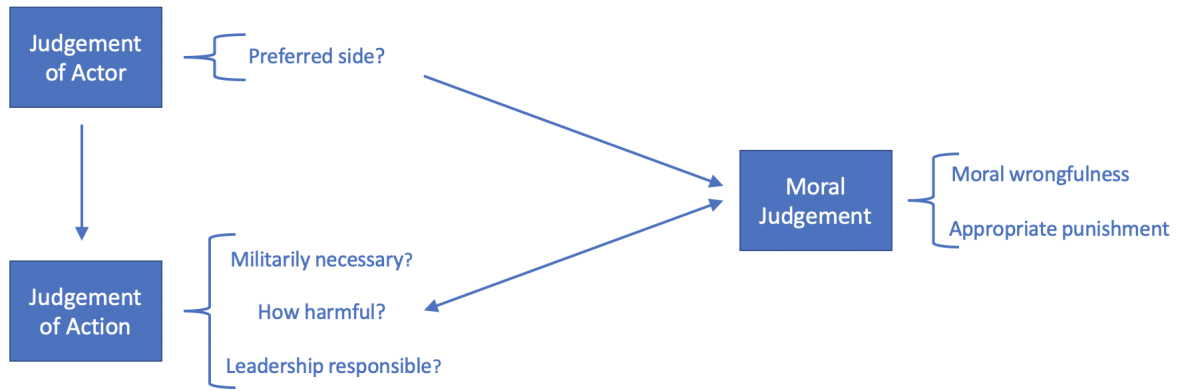 Judgement
of Actor
Preferred side?
Moral
Judgement
Moral wrongfulness
Appropriate punishment
Judgement
of Action
Militarily necessary?
How harmful?
Leadership responsible?